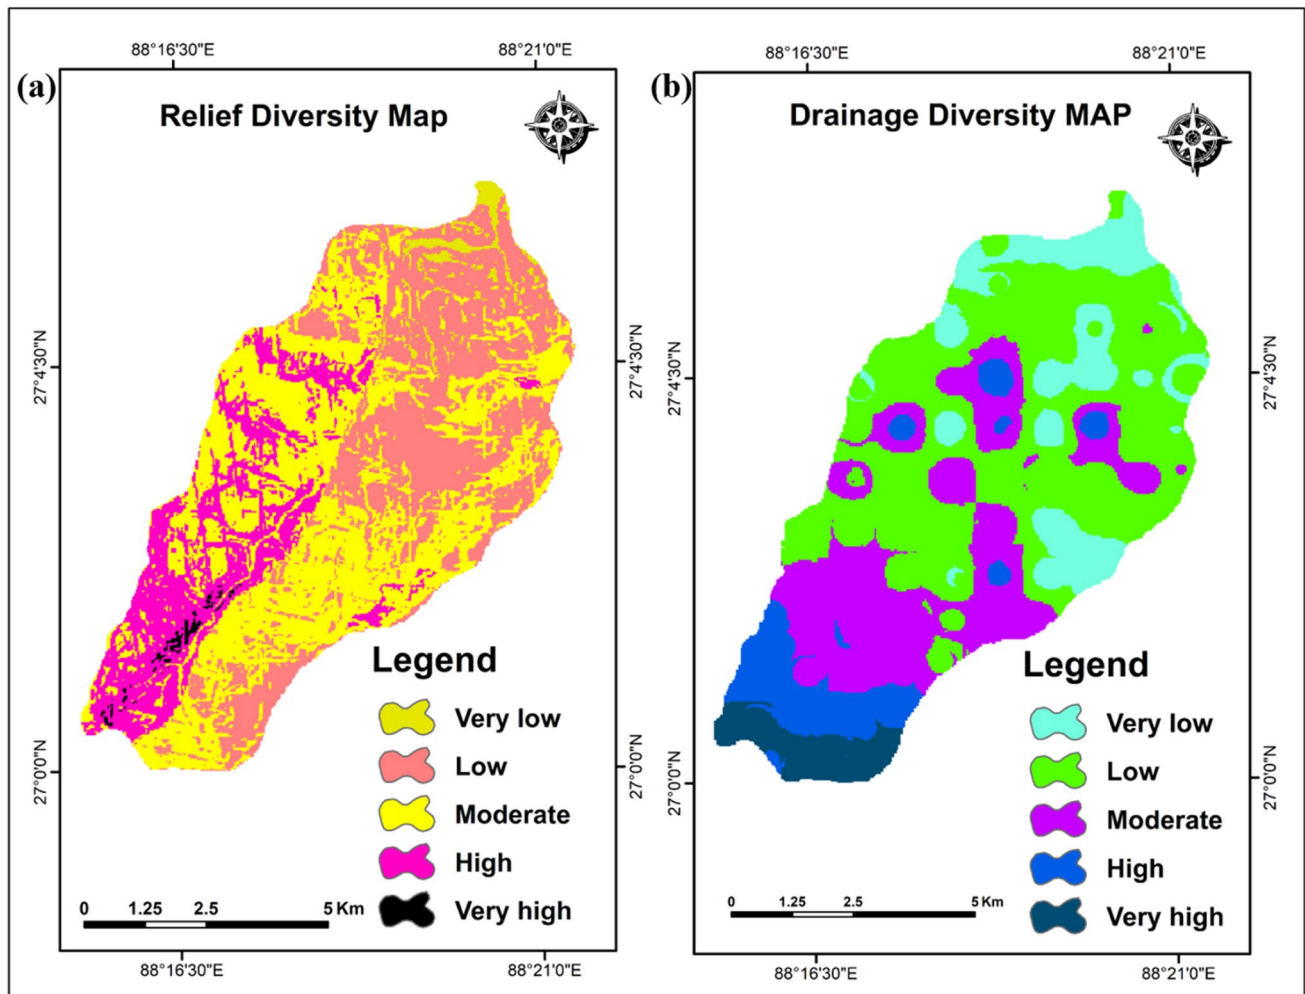 (a)
88°16'30"E
88°21'0"E
Relief Diversity Map
27°4'30"N
27°4'30"N
27°0'0"N
27°0'0"N
Legend
Very low
Low
Moderate
High
Very high
0 1.25 2.5 5 Km
88°16'30"E
88°21'0"E
(b)
88°16'30"E
88°21'0"E
Drainage Diversity MAP
27°4'30"N
27°4'30"N
27°0'0"N
27°0'0"N
Legend
Very low
Low
Moderate
High
Very high
0 1.25 2.5 5 Km
88°16'30"E
88°21'0"E